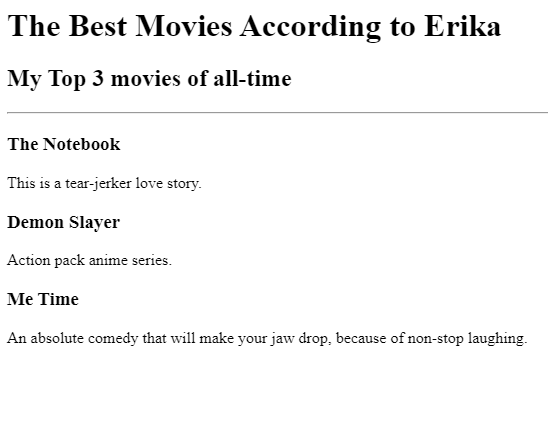 The Best Movies According to Erika
My Top 3 movies of all-time
The Notebook
This is a tear-jerker love story.
Demon Slayer
Action pack anime series.
Me Time
An absolute comedy that will make your jaw drop, because of non-stop laughing.